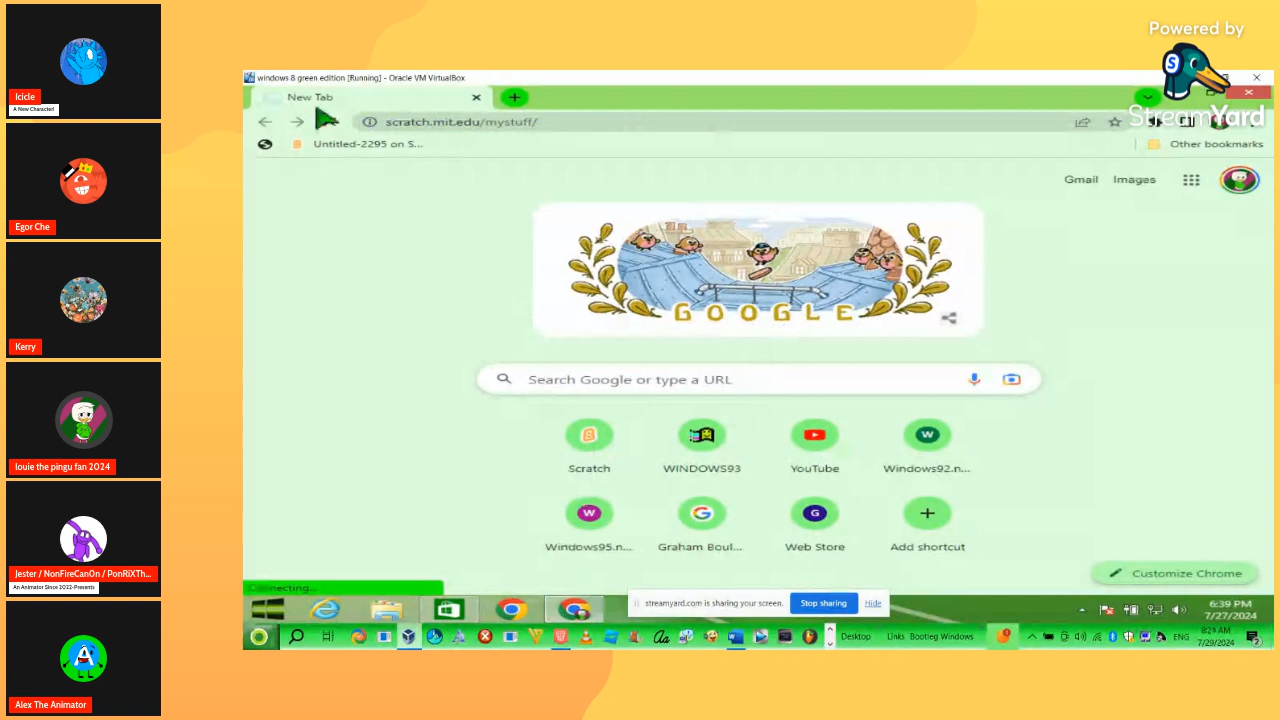 Powered by
StreamYard
Icicle
A New Character!
Egor Che
Kerry
louie the pingu fan 2024
Jester / NonFireCanOn / PonRiXTh...
An Animator Since 2022-Presents
Alex The Animator
windows 8 green edition [Running] - Oracle VM VirtualBox
New Tab
scratch.mit.edu/mystuff/
Untitled-2295 on S...
Other bookmarks
Gmail
Images
GOOGLE
Search Google or type a URL
Scratch
WINDOWS93
YouTube
Windows92.n...
Windows95.n...
Graham Boul...
Web Store
Add shortcut
Customize Chrome
streamyard.com is sharing your screen.
Stop sharing
Hide
6:39 PM
7/27/2024
Desktop
Links
Bootleg Windows
ENG
8:24 AM
7/29/2024